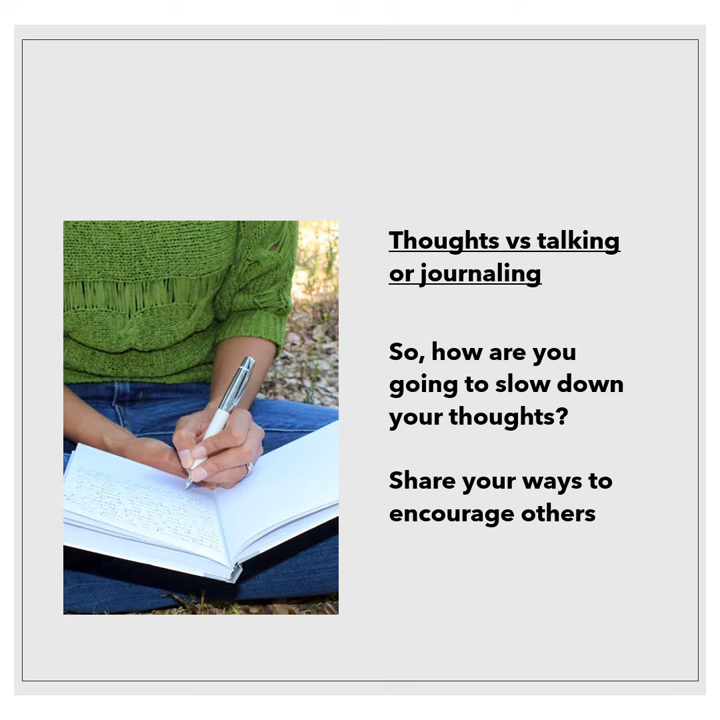 Thoughts vs talking
or journaling
So, how are you
going to slow down
your thoughts?
Share your ways to
encourage others